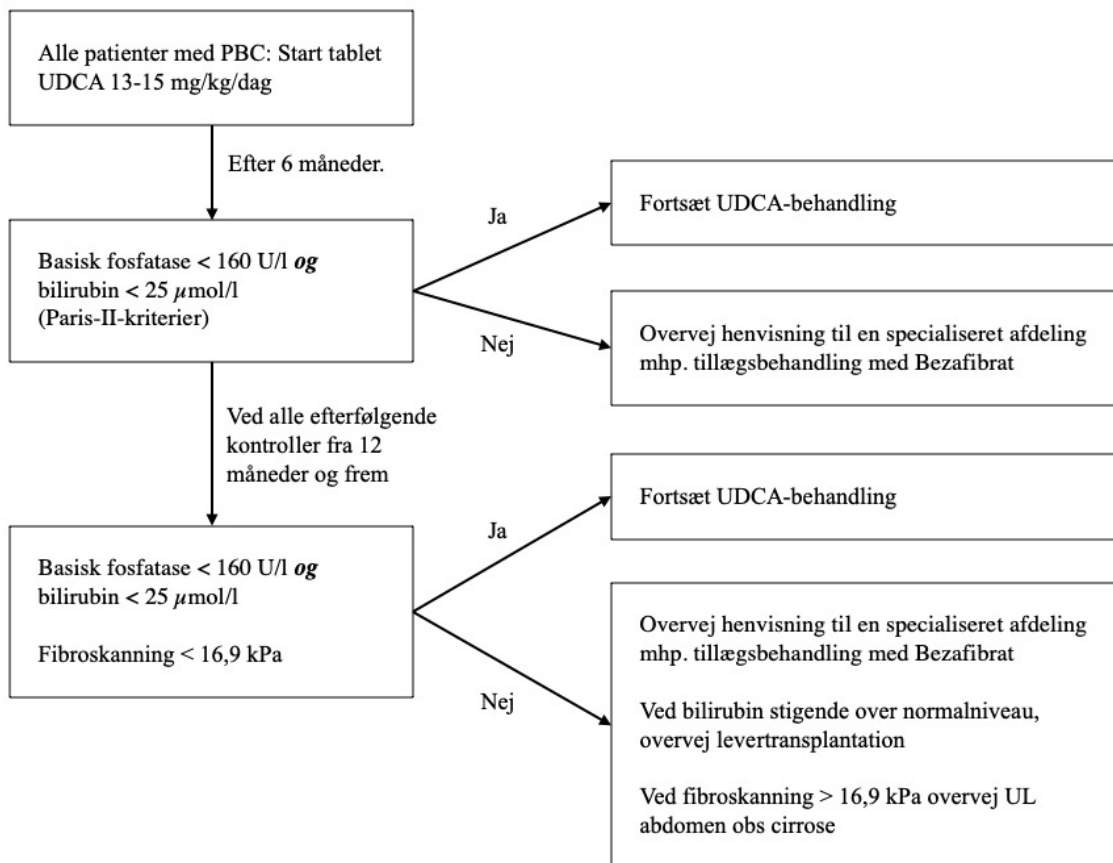 Alle patienter med PBC: Start tablet
UDCA 13-15 mg/kg/dag
Efter 6 måneder.
Basisk fosfatase < 160 U/l og
bilirubin < 25 µmol/l
(Paris-II-kriterier)
Ja
Fortsæt UDCA-behandling
Nej
Overvej henvisning til en specialiseret afdeling
mhp. tillægsbehandling med Bezafibrat
Ved alle efterfølgende
kontroller fra 12
måneder og frem
Basisk fosfatase < 160 U/l og
bilirubin < 25 µmol/l
Fibroskanning < 16,9 kPa
Ja
Fortsæt UDCA-behandling
Nej
Overvej henvisning til en specialiseret afdeling
mhp. tillægsbehandling med Bezafibrat
Ved bilirubin stigende over normalniveau,
overvej levertransplantation
Ved fibroskanning > 16,9 kPa overvej UL
abdomen obs cirrose